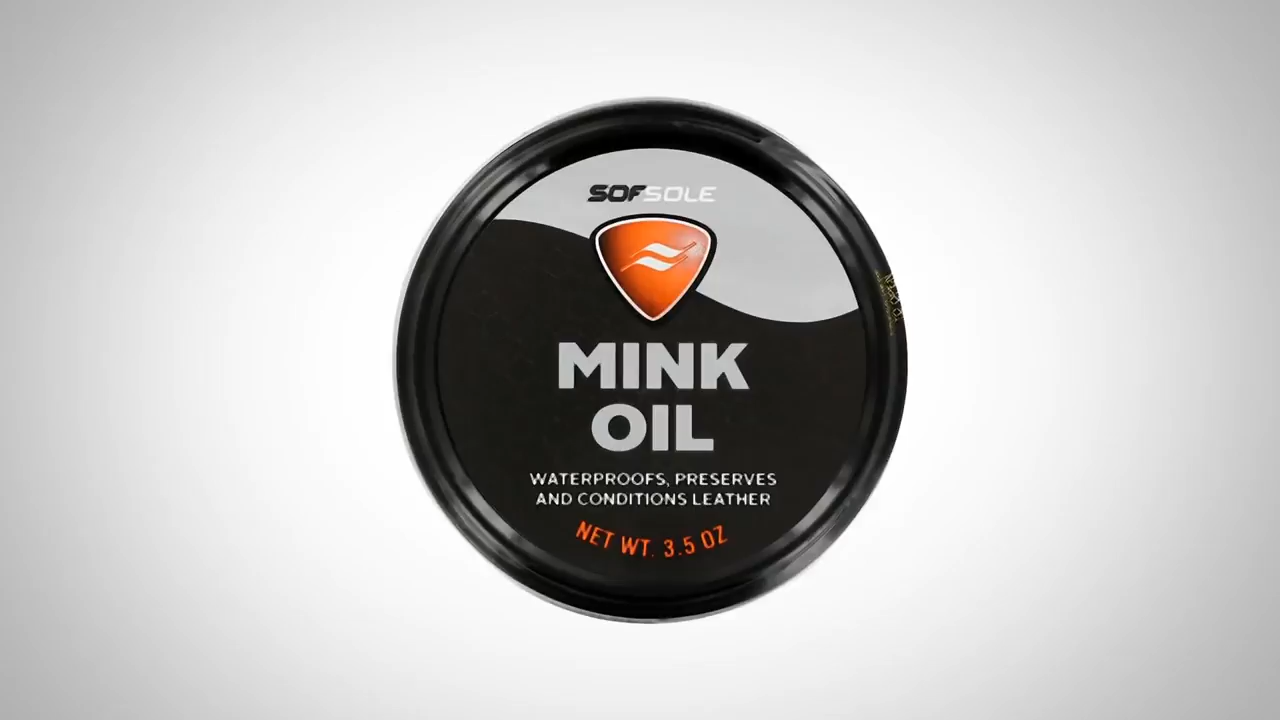 SOFSOLE
MINK
OIL
WATERPROOFS, PRESERVES
AND CONDITIONS LEATHER
NET WT. 3.5 OZ